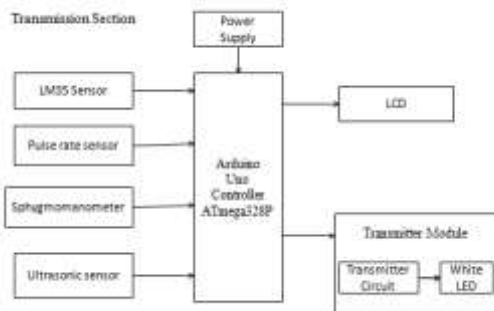 Transmission Section
Power
Supply
LM35 Sensor
Pulse rate sensor
Sphugmomanometer
Ultrasonic sensor
Arduino
Uno
Controller
ATmega328P
LCD
Transmitter Module
Transmitter
Circuit
White
LED